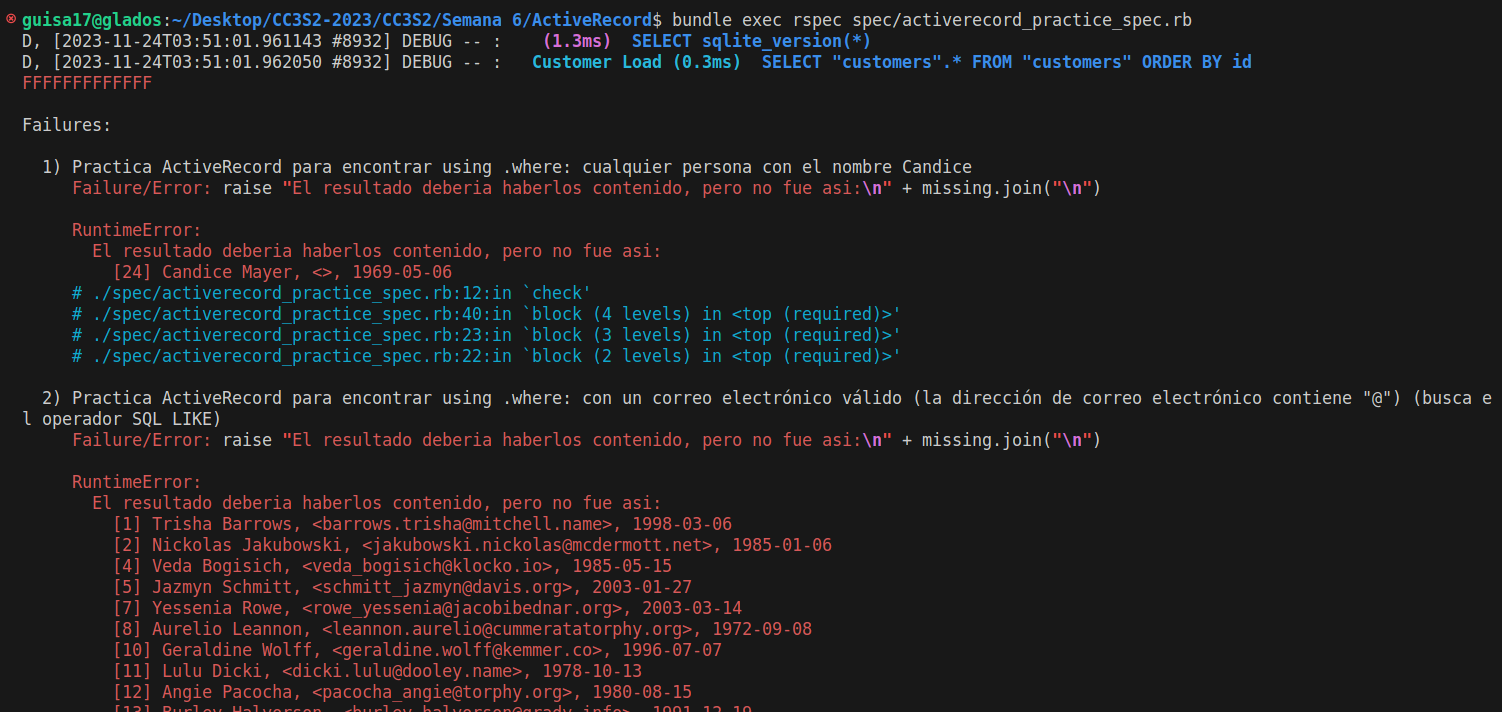 guisa17@glados:~/Desktop/CC3S2-2023/CC3S2/Semana 6/ActiveRecord$ bundle exec rspec spec/activerecord_practice_spec.rb
D, [2023-11-24T03:51:01.961143 #8932] DEBUG -- :    (1.3ms)  SELECT sqlite_version(*)
D, [2023-11-24T03:51:01.962050 #8932] DEBUG -- :   Customer Load (0.3ms)  SELECT "customers".* FROM "customers" ORDER BY id
FFFFFFFFFFFFF
Failures:
1) Practica ActiveRecord para encontrar using .where: cualquier persona con el nombre Candice
Failure/Error: raise "El resultado deberia haberlos contenido, pero no fue asi:\n" + missing.join("\n")
RuntimeError:
El resultado deberia haberlos contenido, pero no fue asi:
[24] Candice Mayer, <>, 1969-05-06
# ./spec/activerecord_practice_spec.rb:12:in `check'
# ./spec/activerecord_practice_spec.rb:40:in `block (4 levels) in <top (required)>'
# ./spec/activerecord_practice_spec.rb:23:in `block (3 levels) in <top (required)>'
# ./spec/activerecord_practice_spec.rb:22:in `block (2 levels) in <top (required)>'
2) Practica ActiveRecord para encontrar using .where: con un correo electrónico válido (la dirección de correo electrónico contiene "@") (busca e
l operador SQL LIKE)
Failure/Error: raise "El resultado deberia haberlos contenido, pero no fue asi:\n" + missing.join("\n")
RuntimeError:
El resultado deberia haberlos contenido, pero no fue asi:
[1] Trisha Barrows, <barrows.trisha@mitchell.name>, 1998-03-06
[2] Nickolas Jakubowski, <jakubowski.nickolas@mcdermott.net>, 1985-01-06
[4] Veda Bogisich, <veda_bogisich@klocko.io>, 1985-05-15
[5] Jazmyn Schmitt, <schmitt_jazmyn@davis.org>, 2003-01-27
[7] Yessenia Rowe, <rowe_yessenia@jacobibednar.org>, 2003-03-14
[8] Aurelio Leannon, <leannon.aurelio@cummeratatorphy.org>, 1972-09-08
[10] Geraldine Wolff, <geraldine.wolff@kemmer.co>, 1996-07-07
[11] Lulu Dicki, <dicki.lulu@dooley.name>, 1978-10-13
[12] Angie Pacocha, <pacocha_angie@torphy.org>, 1980-08-15
[13] Burley Halvorson, <burley.halvorson@grady.info>, 1991-12-19